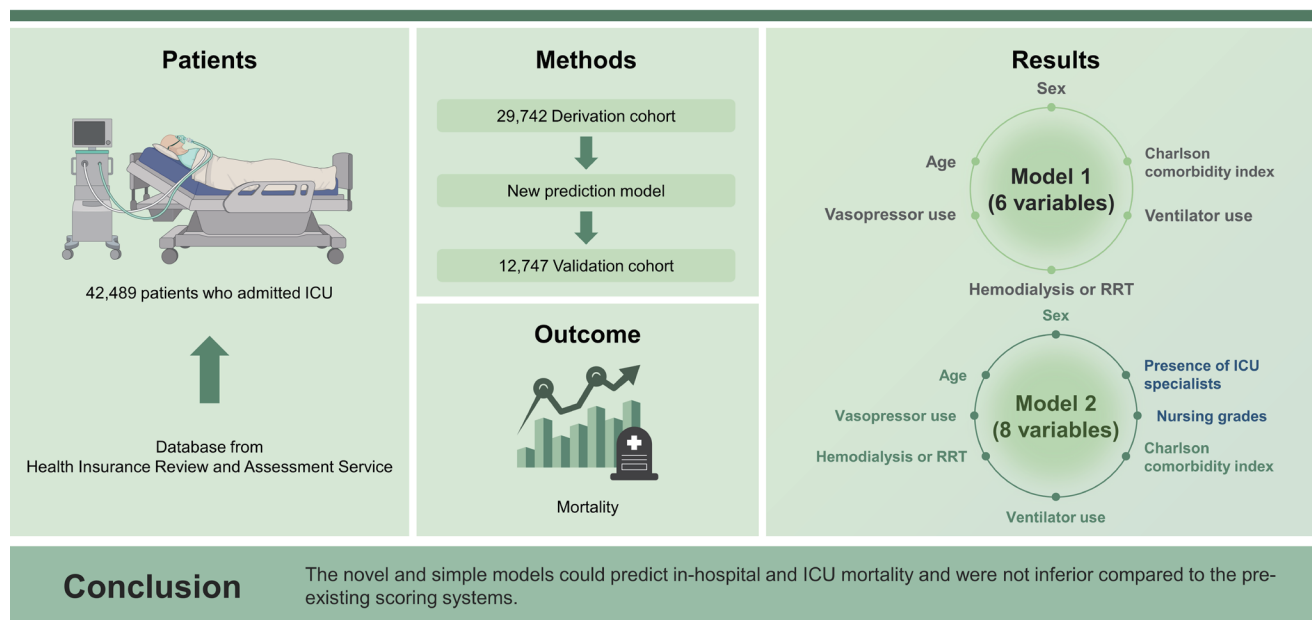 Patients
42,489 patients who admitted ICU
Database from
Health Insurance Review and Assessment Service
Methods
29,742 Derivation cohort
New prediction model
12,747 Validation cohort
Outcome
Mortality
Results
Sex
Age
Charlson
comorbidity index
Model 1
(6 variables)
Vasopressor use
Ventilator use
Hemodialysis or RRT
Sex
Age
Presence of ICU
specialists
Model 2
(8 variables)
Vasopressor use
Nursing grades
Hemodialysis or RRT
Charlson
comorbidity index
Ventilator use
Conclusion
The novel and simple models could predict in-hospital and ICU mortality and were not inferior compared to the pre-
existing scoring systems.